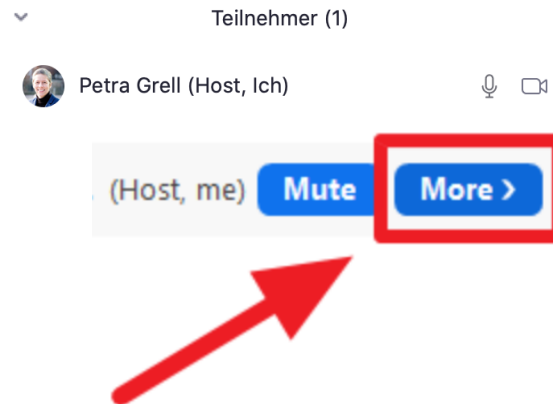 Teilnehmer (1)
Petra Grell (Host, Ich)
(Host, me) Mute More >